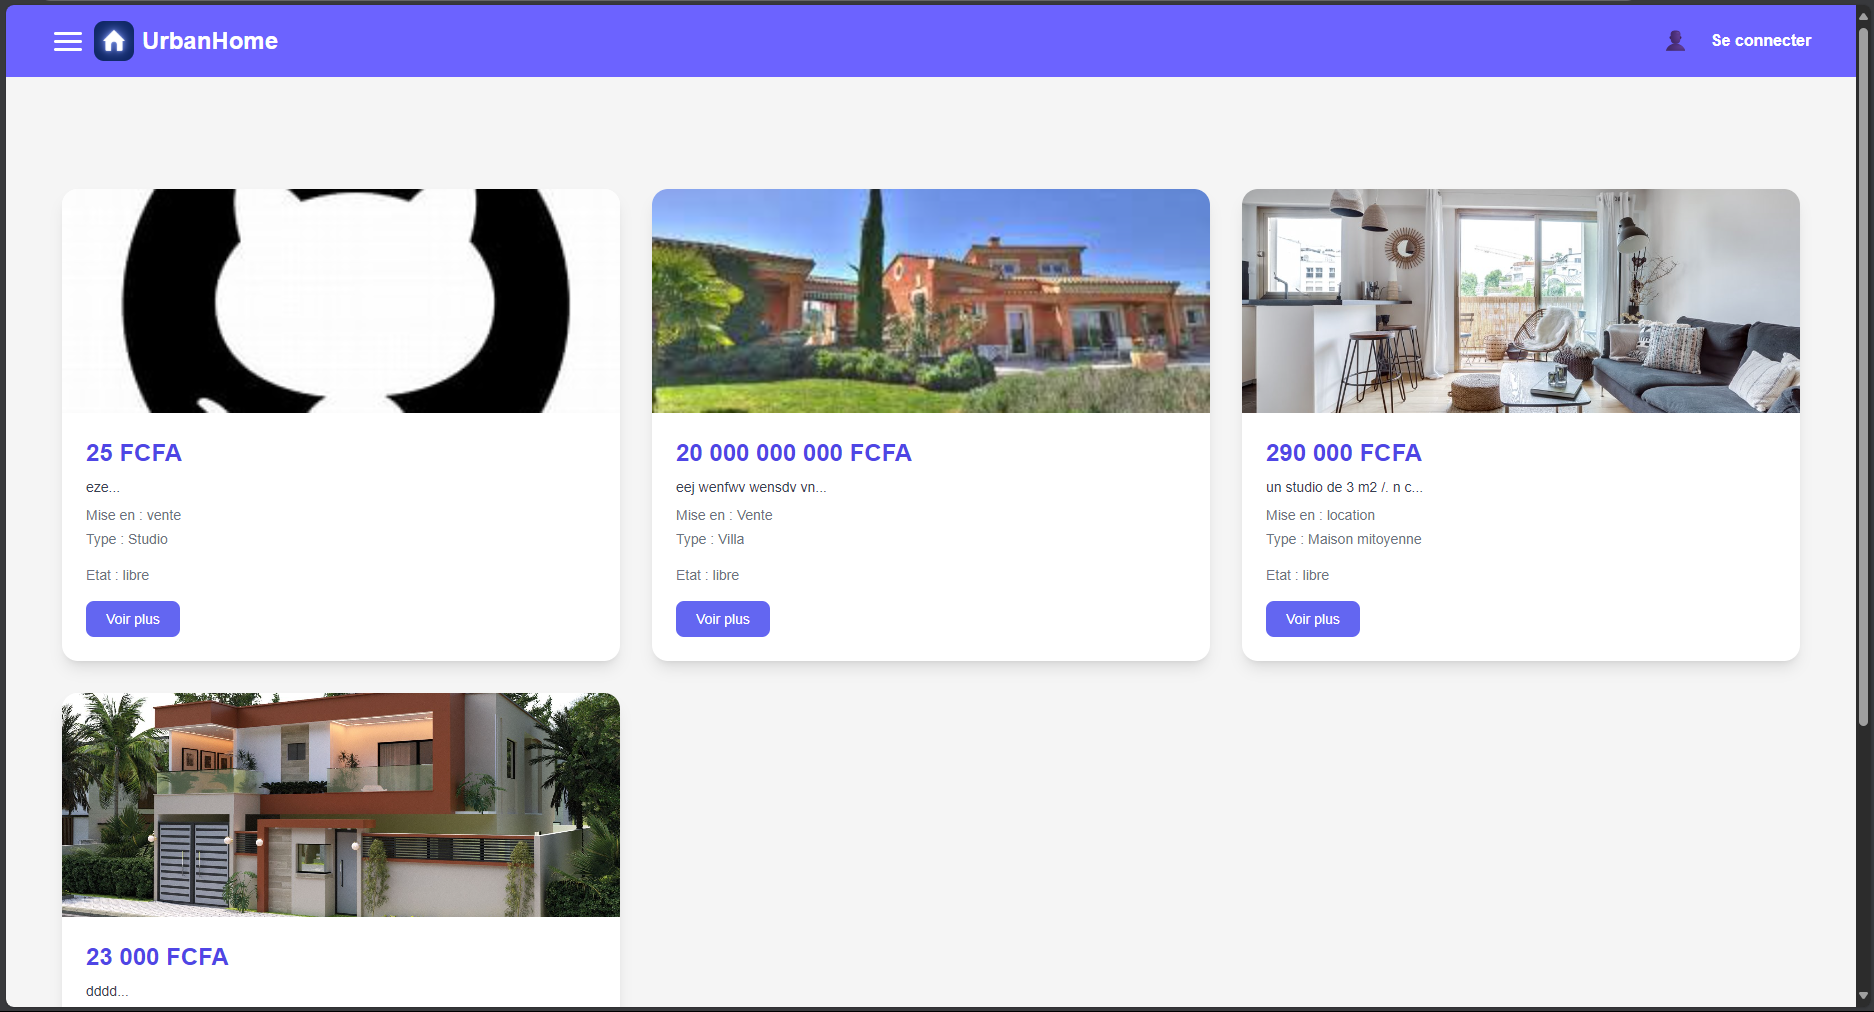 UrbanHome
Se connecter
25 FCFA
eze...
Mise en : vente
Type : Studio
Etat : libre
Voir plus
20 000 000 000 FCFA
eej wenfwv wensdv vn...
Mise en : Vente
Type : Villa
Etat : libre
Voir plus
290 000 FCFA
un studio de 3 m2 /. n c...
Mise en : location
Type : Maison mitoyenne
Etat : libre
Voir plus
23 000 FCFA
dddd...